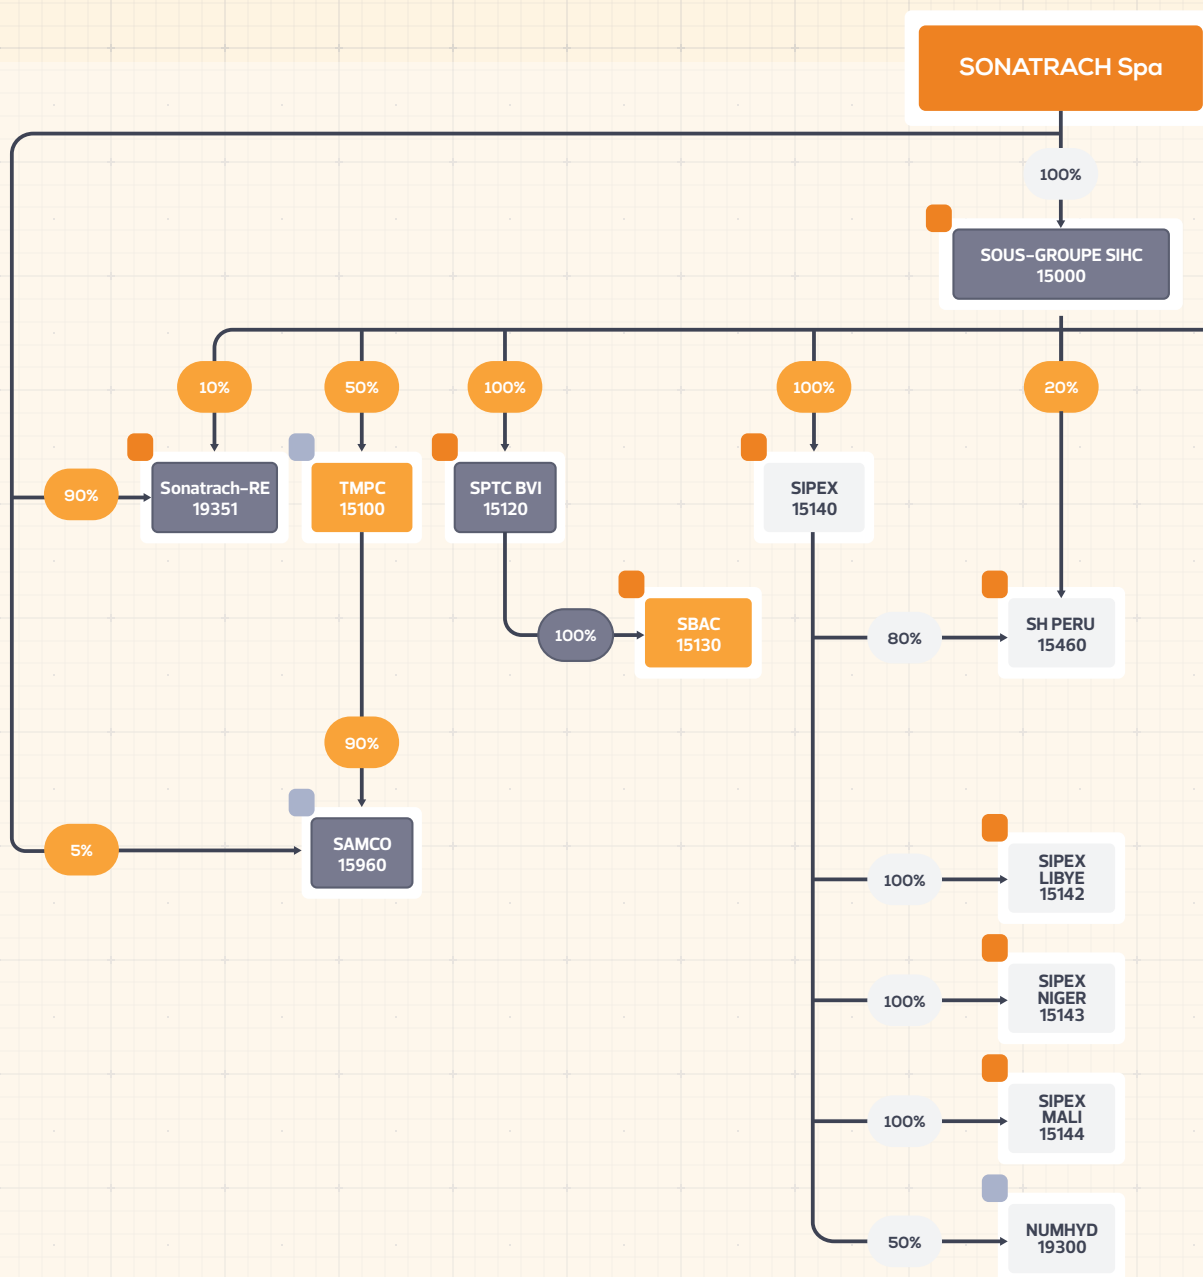 SONATRACH Spa
100%
SOUS-GROUPE SIHC
15000
10%
50%
100%
100%
20%
90%
Sonatrach-RE
19351
TMPC
15100
SPTC BVI
15120
SIPEX
15140
100%
SBAC
15130
80%
SH PERU
15460
90%
5%
SAMCO
15960
100%
SIPEX
LIBYE
15142
100%
SIPEX
NIGER
15143
100%
SIPEX
MALI
15144
50%
NUMHYD
19300